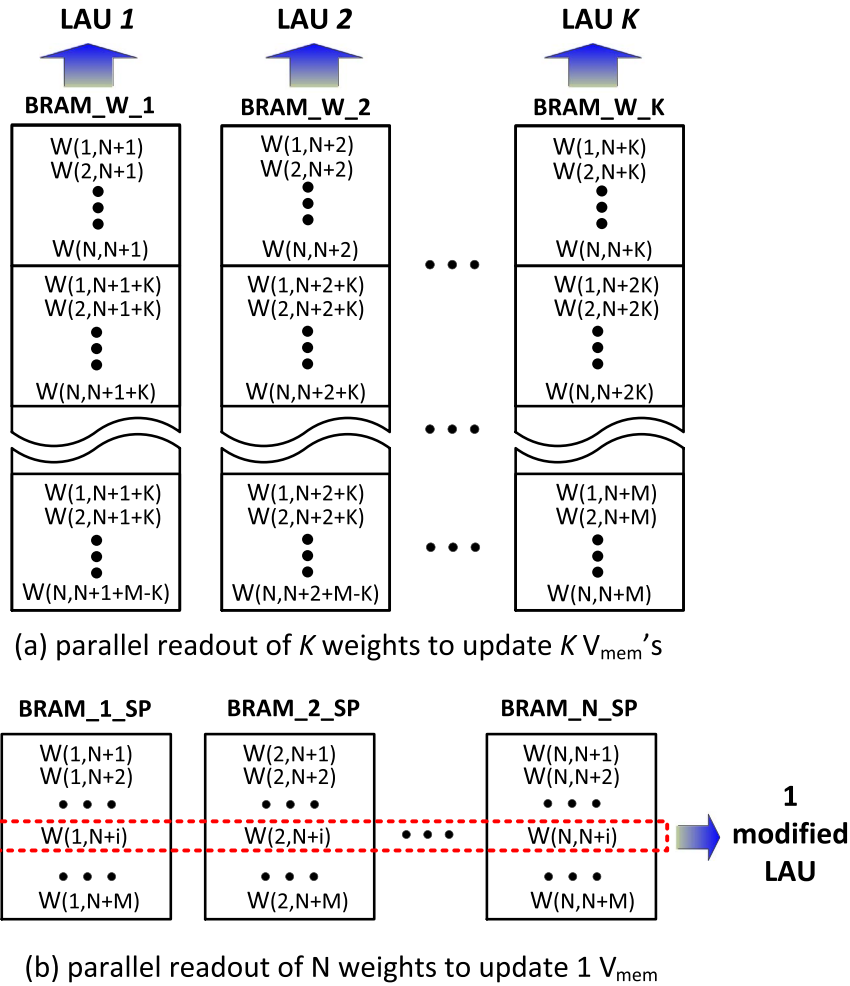 LAU 1 LAU 2 LAU K
BRAM_W_1 BRAM_W_2 BRAM_W_K
W(1,N+1) W(1,N+2) W(1,N+K)
W(2,N+1) W(2,N+2) W(2,N+K)
W(N,N+1) W(N,N+2) W(N,N+K)
W(1,N+1+K) W(1,N+2+K) W(1,N+2K)
W(2,N+1+K) W(2,N+2+K) W(2,N+2K)
W(N,N+1+K) W(N,N+2+K) W(N,N+2K)
W(1,N+1+K) W(1,N+2+K) W(1,N+M)
W(2,N+1+K) W(2,N+2+K) W(2,N+M)
W(N,N+1+M-K) W(N,N+2+M-K) W(N,N+M)
(a) parallel readout of K weights to update K Vmem's
BRAM_1_SP BRAM_2_SP BRAM_N_SP
W(1,N+1) W(2,N+1) W(N,N+1)
W(1,N+2) W(2,N+2) W(N,N+2)
W(1,N+i) W(2,N+i) W(N,N+i)
W(1,N+M) W(2,N+M) W(N,N+M)
1
modified
LAU
(b) parallel readout of N weights to update 1 Vmem